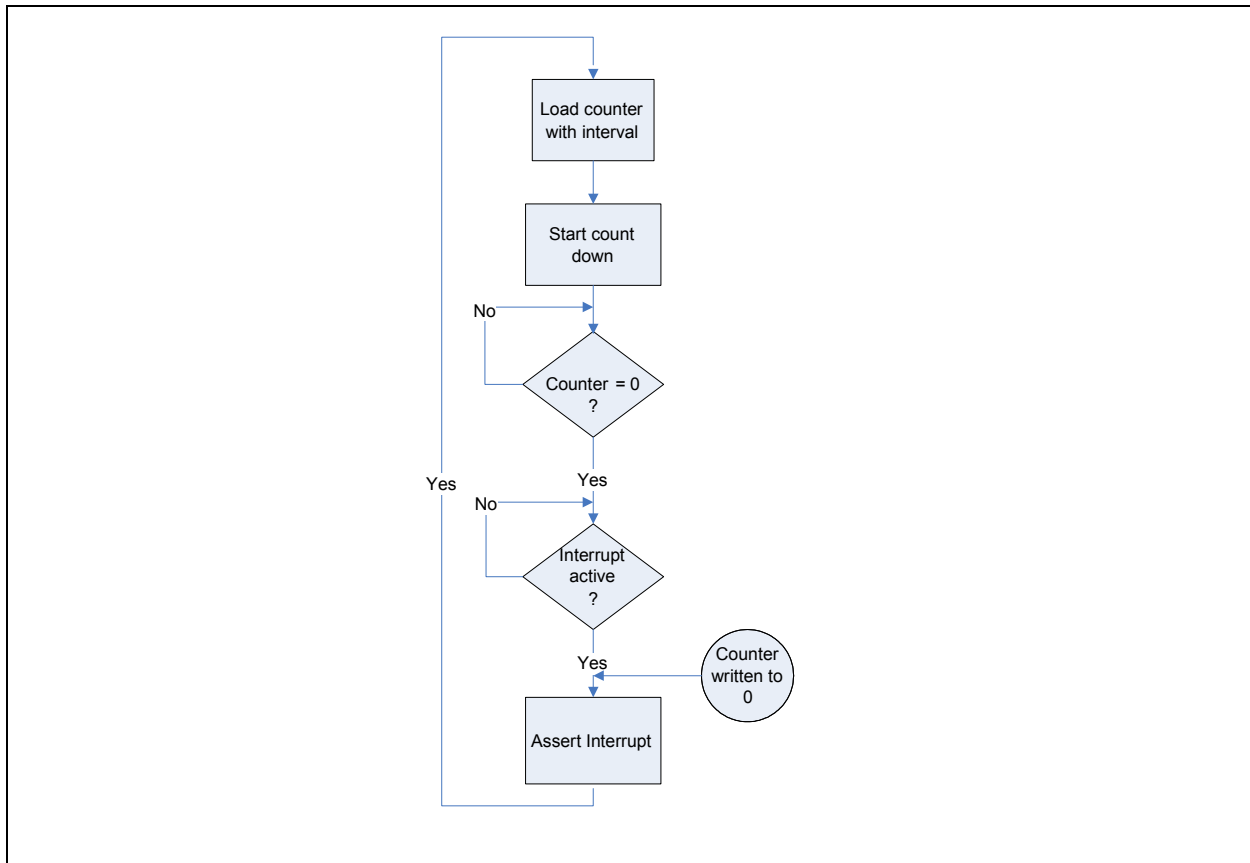 Load counter
with interval
Start count
down
No
Counter = 0
?
Yes
Yes
No
Interrupt
active
?
Yes
Counter
written to
0
Assert Interrupt